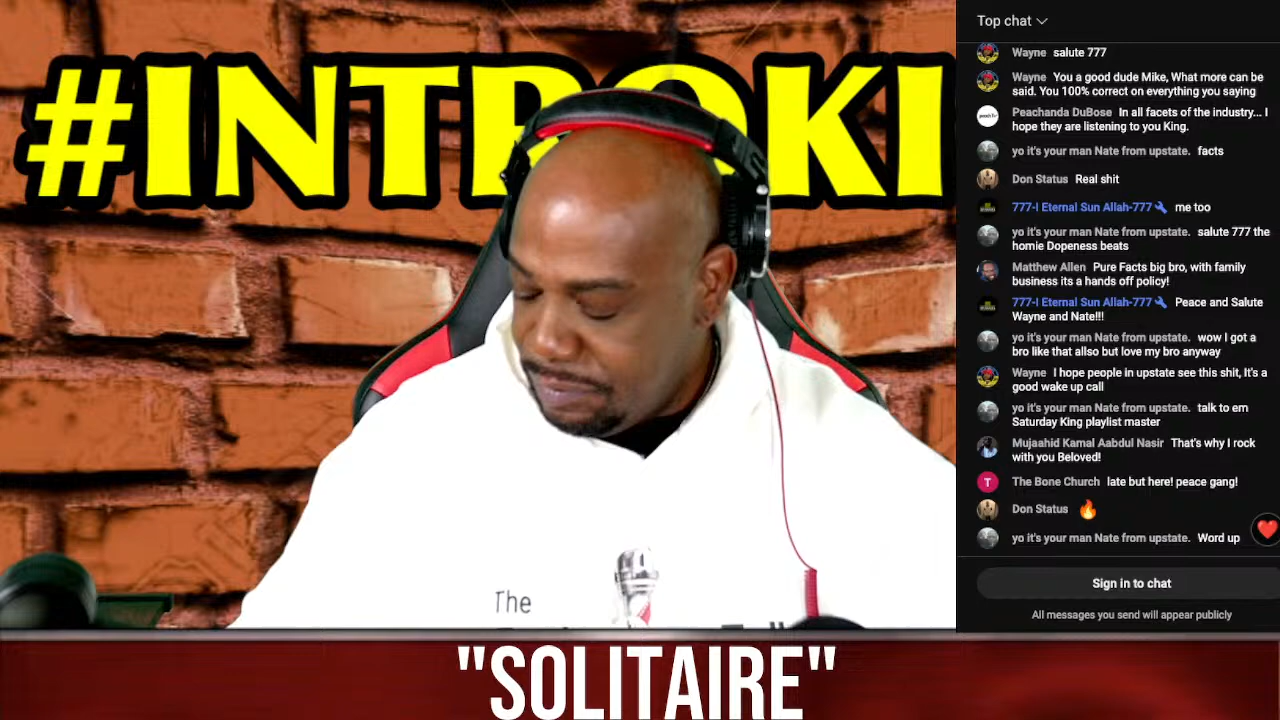 #INTROKI
The
"SOLITAIRE"
Top chat
Wayne salute 777
Wayne You a good dude Mike, What more can be
said. You 100% correct on everything you saying
Peachanda DuBose In all facets of the industry... I
hope they are listening to you King.
yo it's your man Nate from upstate. facts
Don Status Real shit
777-I Eternal Sun Allah-777 me too
yo it's your man Nate from upstate. salute 777 the
homie Dopeness beats
Matthew Allen Pure Facts big bro, with family
business its a hands off policy!
777-I Eternal Sun Allah-777 Peace and Salute
Wayne and Nate!!!
yo it's your man Nate from upstate. wow I got a
bro like that allso but love my bro anyway
Wayne I hope people in upstate see this shit, It's a
good wake up call
yo it's your man Nate from upstate. talk to em
Saturday King playlist master
Mujaahid Kamal Aabdul Nasir That's why I rock
with you Beloved!
T The Bone Church late but here! peace gang!
Don Status 🔥
yo it's your man Nate from upstate. Word up
Sign in to chat
All messages you send will appear publicly